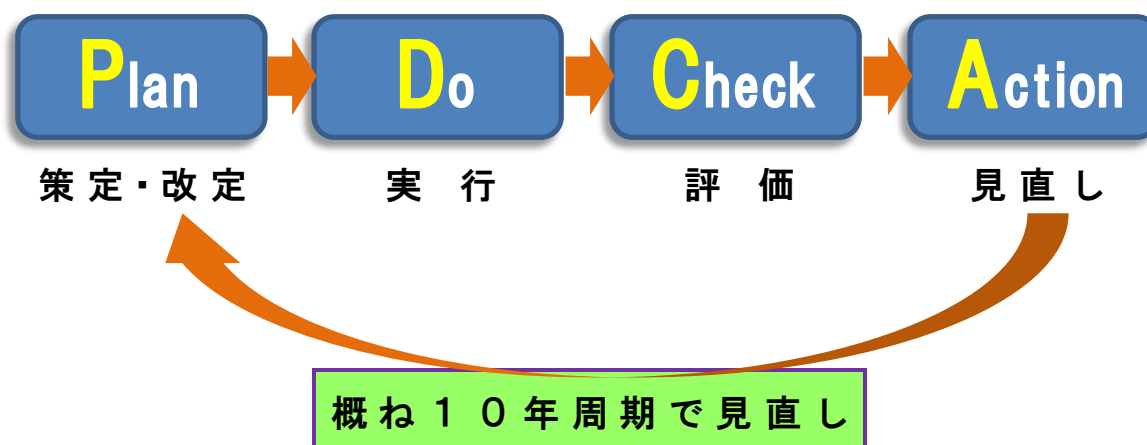 Plan
Do
Check
Action
策定・改定
実行
評価
見直し
概ね１０年周期で見直し